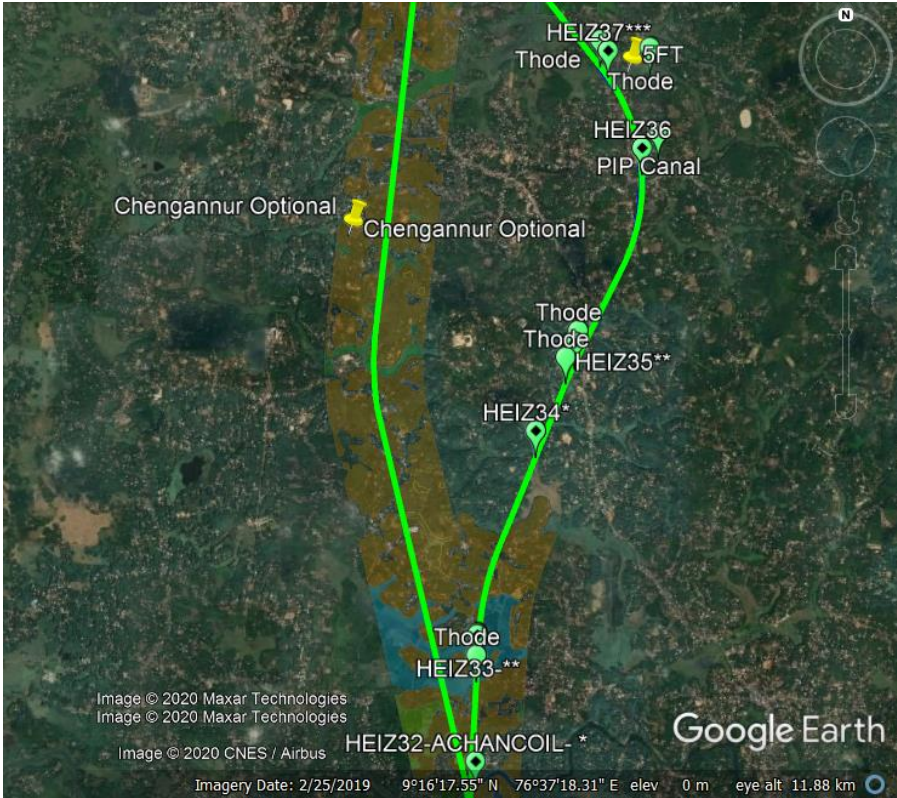 N
HEIZ37***
5FT
Thode
Thode
HEIZ36
PIP Canal
Chengannur Optional
Chengannur Optional
Thode
Thode
HEIZ35**
HEIZ34*
Thode
HEIZ33-**
Image © 2020 Maxar Technologies
Image © 2020 Maxar Technologies
Google Earth
HEIZ32-ACHANCOIL- *
Image © 2020 CNES / Airbus
Imagery Date: 2/25/2019 9°16'17.55" N 76°37'18.31" E elev 0 m eye alt 11.88 km